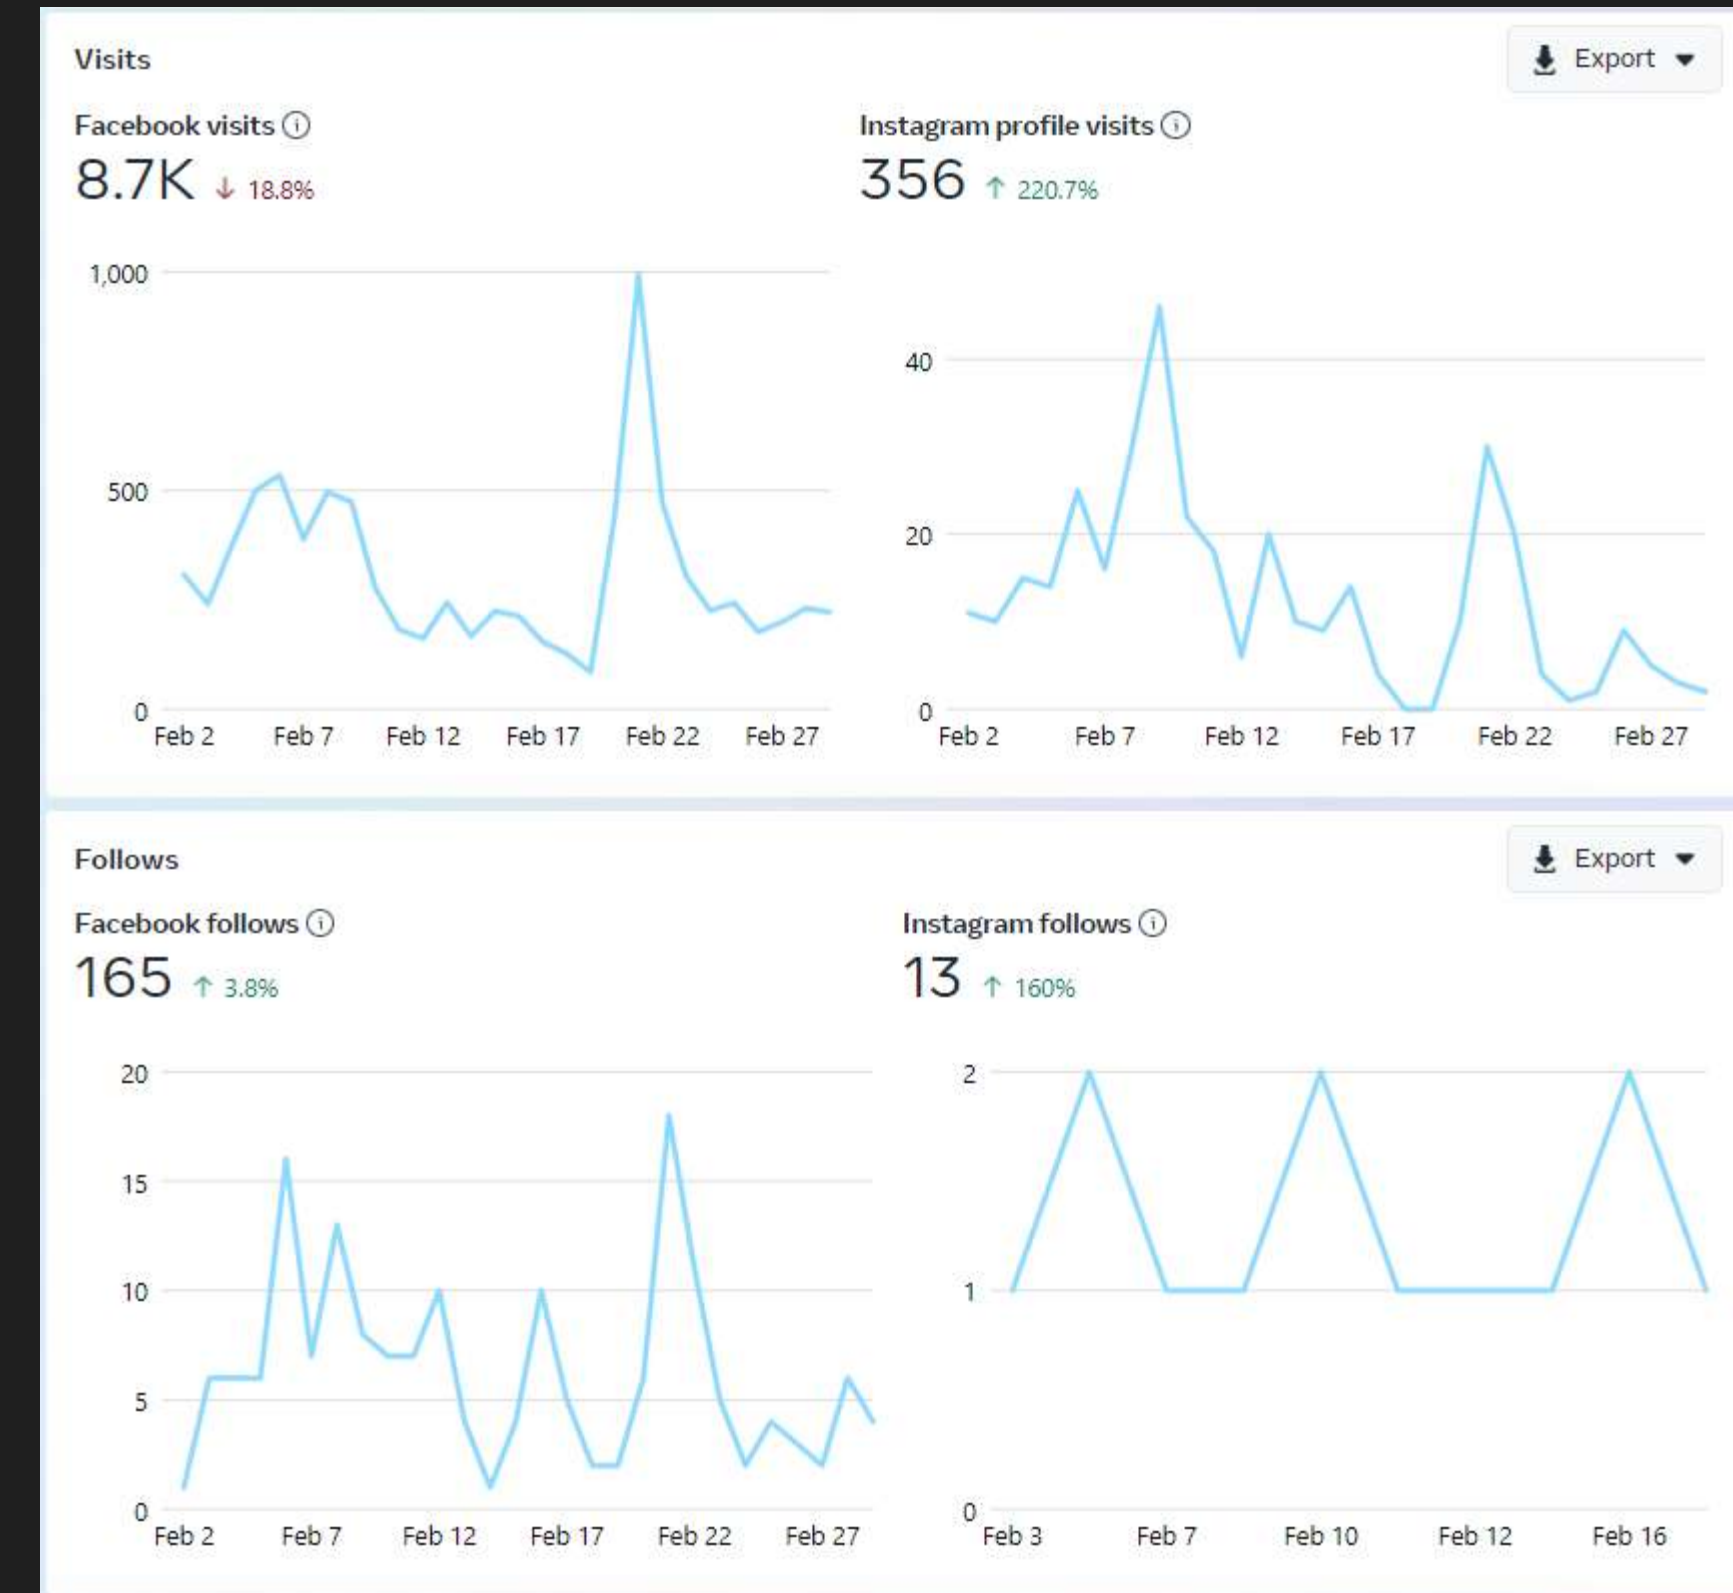 Visits
Export
Facebook visits
8.7K ↓ 18.8%
Instagram profile visits
356 ↑ 220.7%
1,000
500
0
Feb 2 Feb 7 Feb 12 Feb 17 Feb 22 Feb 27
40
20
0
Feb 2 Feb 7 Feb 12 Feb 17 Feb 22 Feb 27
Follows
Export
Facebook follows
165 ↑ 3.8%
Instagram follows
13 ↑ 160%
20
15
10
5
0
Feb 2 Feb 7 Feb 12 Feb 17 Feb 22 Feb 27
2
1
0
Feb 3 Feb 7 Feb 10 Feb 12 Feb 16